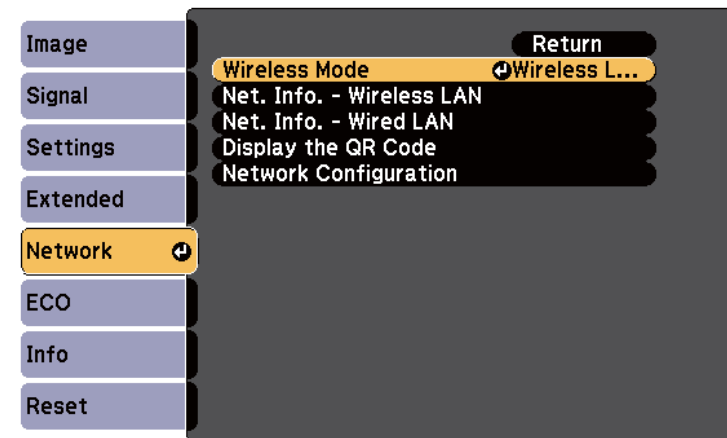 Image
Signal
Settings
Extended
Network
ECO
Info
Reset
Return
Wireless Mode Wireless L...
Net. Info. - Wireless LAN
Net. Info. - Wired LAN
Display the QR Code
Network Configuration